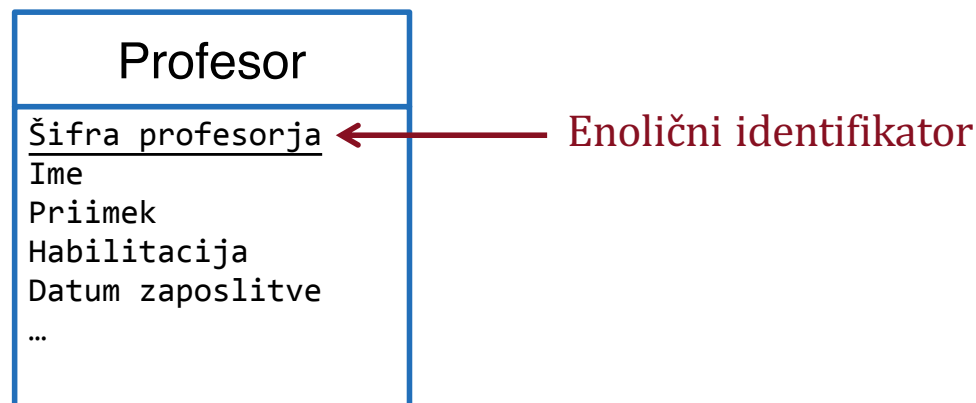 Profesor
Šifra profesorja
Enolični identifikator
Ime
Priimek
Habilitacija
Datum zaposlitve
…